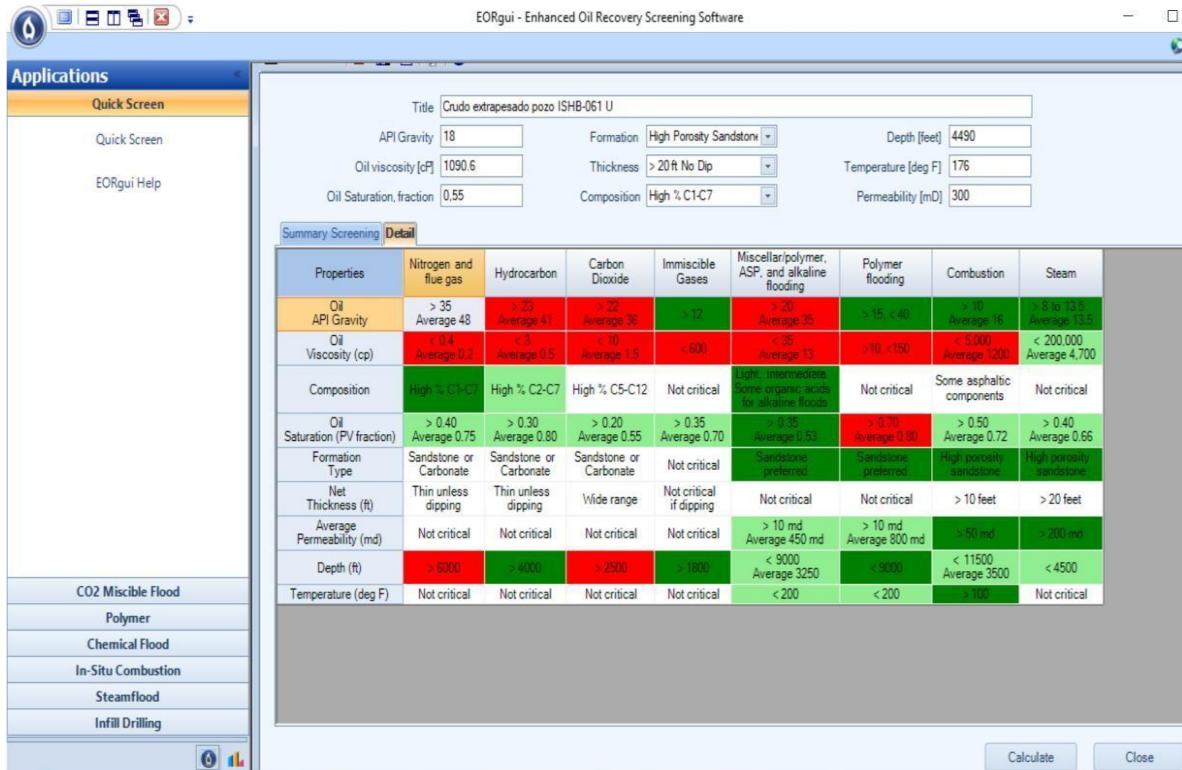 EORgui - Enhanced Oil Recovery Screening Software
Applications
Quick Screen
Quick Screen
EORgui Help
CO2 Miscible Flood
Polymer
Chemical Flood
In-Situ Combustion
Steamflood
Infill Drilling
Title Crudo extrapesado pozo ISHB-061 U
API Gravity 18 Formation High Porosity Sandstone Depth [feet] 4490
Oil viscosity [cP] 1090.6 Thickness > 20 ft No Dip Temperature [deg F] 176
Oil Saturation, fraction 0,55 Composition High % C1-C7 Permeability [mD] 300
Summary Screening Detail
Properties Nitrogen and flue gas Hydrocarbon Carbon Dioxide Immiscible Gases Miscellar/polymer, ASP, and alkaline flooding Polymer flooding Combustion Steam
Oil API Gravity > 35 Average 48 > 23 Average 41 > 22 Average 36 > 12 > 20 Average 35 > 15, < 40 > 10 Average 16 > 8 to 13.5 Average 13.5
Oil Viscosity (cp) < 0.4 Average 0.2 < 3 Average 0.5 < 10 Average 1.5 < 600 < 35 Average 13 >10, <150 < 5,000 Average 1200 < 200,000 Average 4,700
Composition High % C1-C7 High % C2-C7 High % C5-C12 Not critical Light, intermediate. Some organic acids for alkaline floods Not critical Some asphaltic components Not critical
Oil Saturation (PV fraction) > 0.40 Average 0.75 > 0.30 Average 0.80 > 0.20 Average 0.55 > 0.35 Average 0.70 > 0.35 Average 0.53 > 0.70 Average 0.80 > 0.50 Average 0.72 > 0.40 Average 0.66
Formation Type Sandstone or Carbonate Sandstone or Carbonate Sandstone or Carbonate Not critical Sandstone preferred Sandstone preferred High porosity sandstone High porosity sandstone
Net Thickness (ft) Thin unless dipping Thin unless dipping Wide range Not critical if dipping Not critical Not critical > 10 feet > 20 feet
Average Permeability (md) Not critical Not critical Not critical Not critical > 10 md Average 450 md > 10 md Average 800 md > 50 md > 200 md
Depth (ft) > 6000 > 4000 > 2500 > 1800 < 9000 Average 3250 < 9000 < 11500 Average 3500 < 4500
Temperature (deg F) Not critical Not critical Not critical Not critical < 200 < 200 > 100 Not critical
Calculate Close